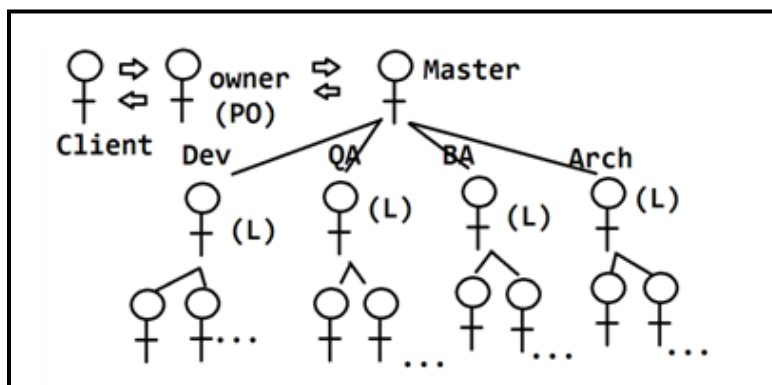 owner Master
(PO)
Client Dev QA BA Arch
(L) (L) (L) (L)
... ... ... ...